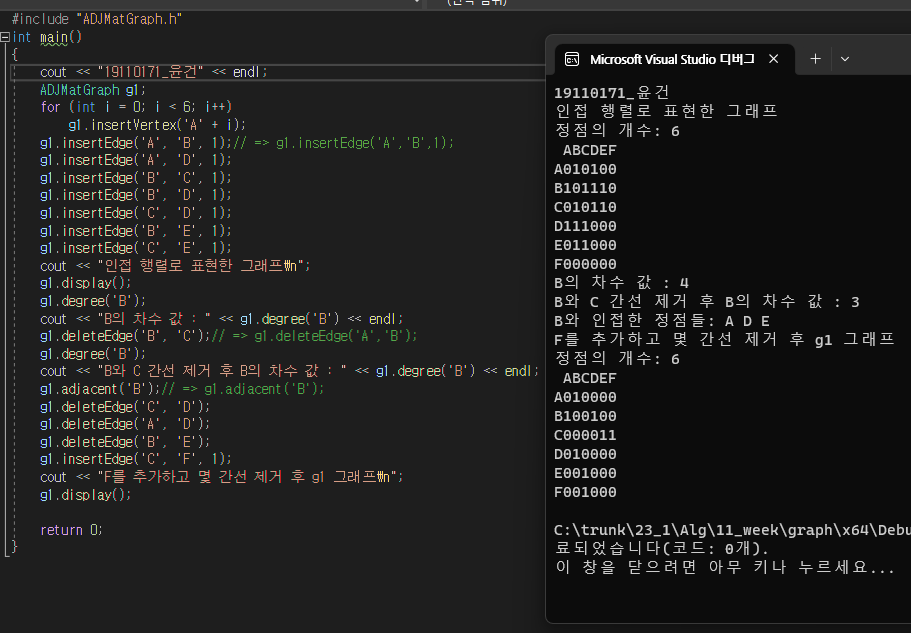 #include "ADJMatGraph.h"
int main()
{
cout << "19110171_윤건" << endl;
ADJMatGraph g1;
for (int i = 0; i < 6; i++)
g1.insertVertex('A' + i);
g1.insertEdge('A', 'B', 1);// => g1.insertEdge('A','B',1);
g1.insertEdge('A', 'D', 1);
g1.insertEdge('B', 'C', 1);
g1.insertEdge('B', 'D', 1);
g1.insertEdge('C', 'D', 1);
g1.insertEdge('B', 'E', 1);
g1.insertEdge('C', 'E', 1);
cout << "인접 행렬로 표현한 그래프\n";
g1.display();
g1.degree('B');
cout << "B의 차수 값 : " << g1.degree('B') << endl;
g1.deleteEdge('B', 'C');// => g1.deleteEdge('A','B');
g1.degree('B');
cout << "B와 C 간선 제거 후 B의 차수 값 : " << g1.degree('B') << endl;
g1.adjacent('B');// => g1.adjacent('B');
g1.deleteEdge('C', 'D');
g1.deleteEdge('A', 'D');
g1.deleteEdge('B', 'E');
g1.insertEdge('C', 'F', 1);
cout << "F를 추가하고 몇 간선 제거 후 g1 그래프\n";
g1.display();
return 0;
}
Microsoft Visual Studio 디버그
19110171_윤건
인접 행렬로 표현한 그래프
정점의 개수: 6
ABCDEF
A010100
B101110
C010110
D111000
E011000
F000000
B의 차수 값 : 4
B와 C 간선 제거 후 B의 차수 값 : 3
B와 인접한 정점들: A D E
F를 추가하고 몇 간선 제거 후 g1 그래프
정점의 개수: 6
ABCDEF
A010000
B100100
C000011
D010000
E001000
F001000
C:\trunk\23_1\Alg\11_week\graph\x64\Debu
료되었습니다(코드: 0개).
이 창을 닫으려면 아무 키나 누르세요...